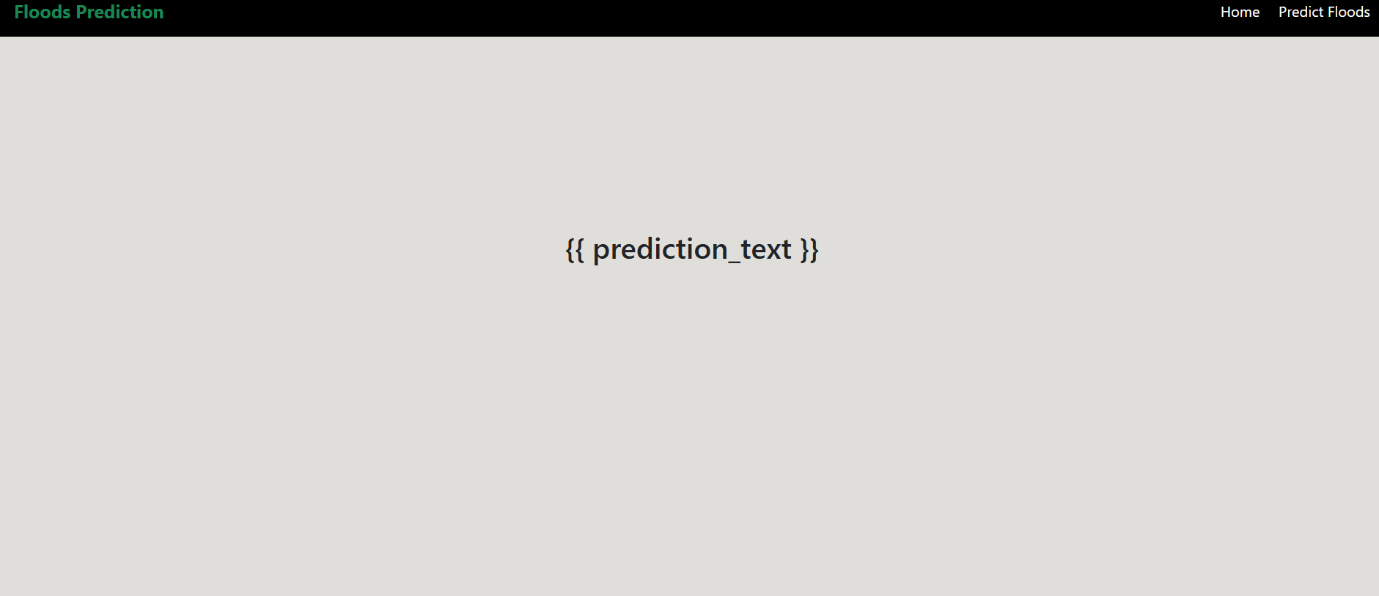 Floods Prediction
Home Predict Floods
{{ prediction_text }}